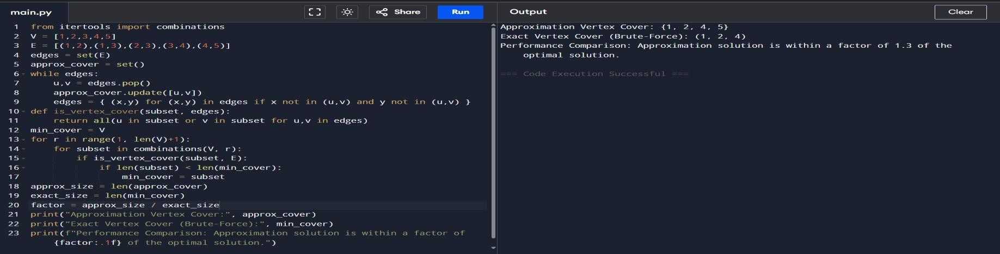 main.py
Share
Run
Output
Clear
1 from itertools import combinations
2 V = [1,2,3,4,5]
3 E = [(1,2),(1,3),(2,3),(3,4),(4,5)]
4 edges = set(E)
5 approx_cover = set()
6 while edges:
7 u,v = edges.pop()
8 approx_cover.update([u,v])
9 edges = { (x,y) for (x,y) in edges if x not in (u,v) and y not in (u,v) }
10 def is_vertex_cover(subset, edges):
11 return all(u in subset or v in subset for u,v in edges)
12 min_cover = V
13 for r in range(1, len(V)+1):
14 for subset in combinations(V, r):
15 if is_vertex_cover(subset, E):
16 if len(subset) < len(min_cover):
17 min_cover = subset
18 approx_size = len(approx_cover)
19 exact_size = len(min_cover)
20 factor = approx_size / exact_size
21 print("Approximation Vertex Cover:", approx_cover)
22 print("Exact Vertex Cover (Brute-Force):", min_cover)
23 print(f"Performance Comparison: Approximation solution is within a factor of
{factor:.1f} of the optimal solution.")
Approximation Vertex Cover: {1, 2, 4, 5}
Exact Vertex Cover (Brute-Force): (1, 2, 4)
Performance Comparison: Approximation solution is within a factor of 1.3 of the
optimal solution.
=== Code Execution Successful ===